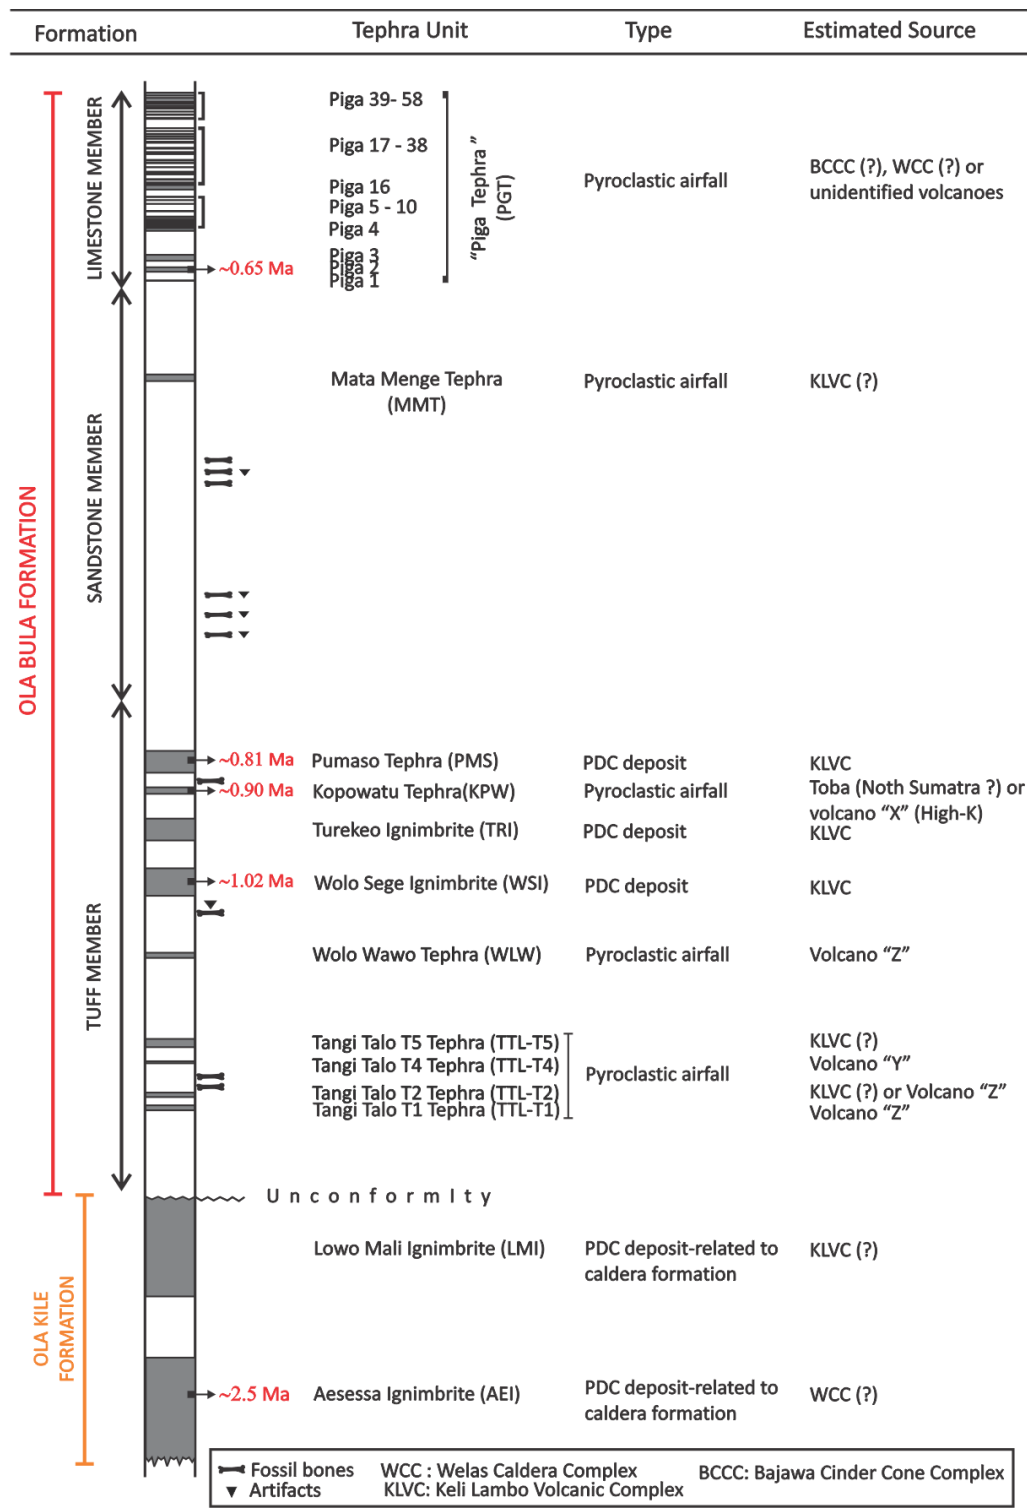 Formation Tephra Unit Type Estimated Source
LIMESTONE MEMBER
SANDSTONE MEMBER
TUFF MEMBER
OLA BULA FORMATION
OLA KILE
FORMATION
Piga 39- 58
Piga 17 - 38
Piga 16
Piga 5 - 10
Piga 4
Piga 3
Piga 2
Piga 1
~0.65 Ma
"Piga Tephra"
(PGT)
Pyroclastic airfall
BCCC (?), WCC (?) or
unidentified volcanoes
Mata Menge Tephra
(MMT)
Pyroclastic airfall
KLVC (?)
~0.81 Ma
Pumaso Tephra (PMS)
PDC deposit
KLVC
~0.90 Ma
Kopowatu Tephra(KPW)
Pyroclastic airfall
Toba (Noth Sumatra ?) or
volcano “X” (High-K)
Turekeo Ignimbrite (TRI)
PDC deposit
KLVC
~1.02 Ma
Wolo Sege Ignimbrite (WSI)
PDC deposit
KLVC
Wolo Wawo Tephra (WLW)
Pyroclastic airfall
Volcano “Z”
Tangi Talo T5 Tephra (TTL-T5)
Tangi Talo T4 Tephra (TTL-T4)
Tangi Talo T2 Tephra (TTL-T2)
Tangi Talo T1 Tephra (TTL-T1)
Pyroclastic airfall
KLVC (?)
Volcano “Y”
KLVC (?) or Volcano “Z”
Volcano “Z”
UnconformIty
Lowo Mali Ignimbrite (LMI)
PDC deposit-related to
caldera formation
KLVC (?)
~2.5 Ma
Aesessa Ignimbrite (AEI)
PDC deposit-related to
caldera formation
WCC (?)
Fossil bones
Artifacts
WCC : Welas Caldera Complex
KLVC: Keli Lambo Volcanic Complex
BCCC: Bajawa Cinder Cone Complex